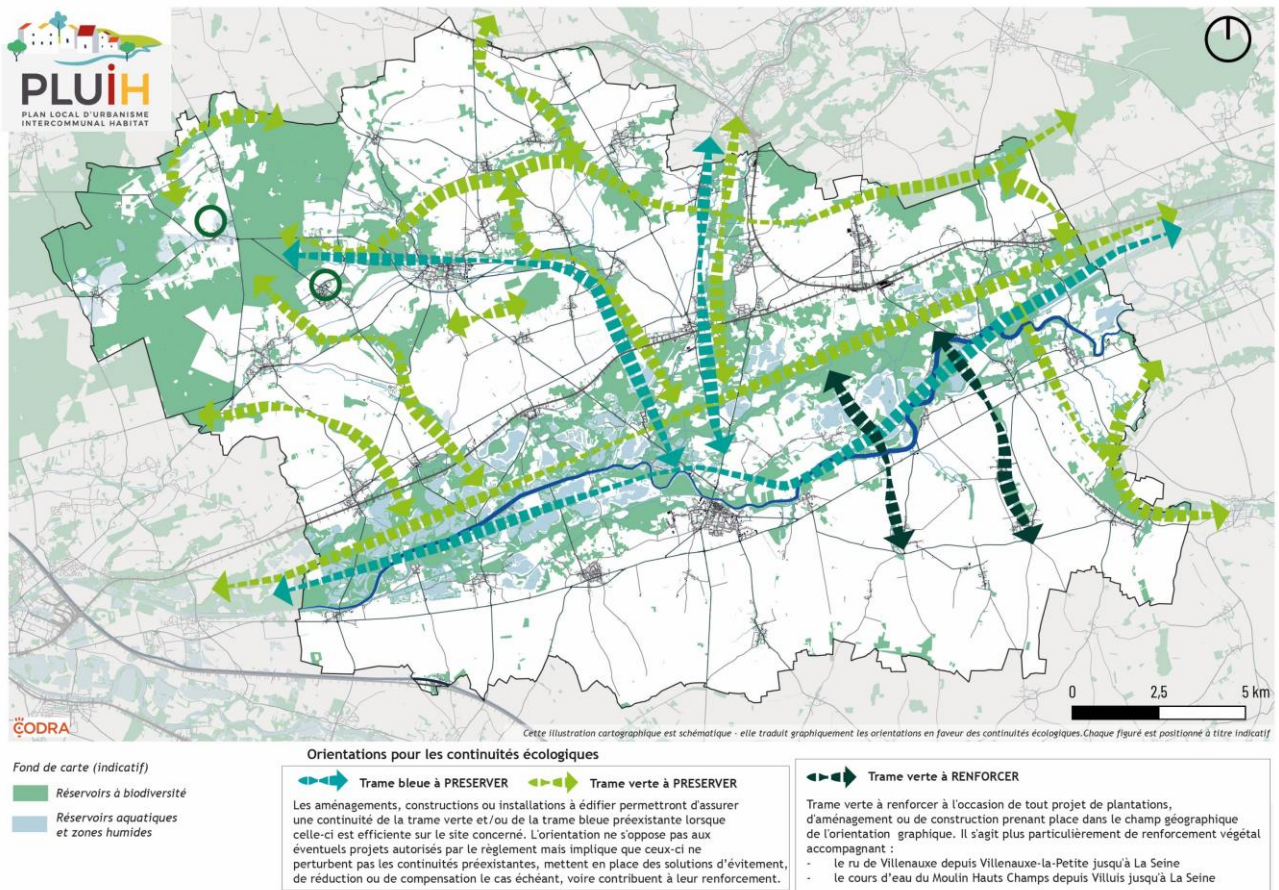 PLUiH
PLAN LOCAL D'URBANISME
INTERCOMMUNAL HABITAT
0 2,5 5 km
CODRA
Cette illustration cartographique est schématique - elle traduit graphiquement les orientations en faveur des continuités écologiques.Chaque figuré est positionné à titre indicatif
Fond de carte (indicatif)
Réservoirs à biodiversité
Réservoirs aquatiques
et zones humides
Orientations pour les continuités écologiques
Trame bleue à PRESERVER Trame verte à PRESERVER
Les aménagements, constructions ou installations à édifier permettront d'assurer
une continuité de la trame verte et/ou de la trame bleue préexistante lorsque
celle-ci est efficiente sur le site concerné. L'orientation ne s'oppose pas aux
éventuels projets autorisés par le règlement mais implique que ceux-ci ne
perturbent pas les continuités préexistantes, mettent en place des solutions d'évitement,
de réduction ou de compensation le cas échéant, voire contribuent à leur renforcement.
Trame verte à RENFORCER
Trame verte à renforcer à l'occasion de tout projet de plantations,
d'aménagement ou de construction prenant place dans le champ géographique
de l'orientation graphique. Il s'agit plus particulièrement de renforcement végétal
accompagnant :
- le ru de Villenauxe depuis Villenauxe-la-Petite jusqu'à La Seine
- le cours d'eau du Moulin Hauts Champs depuis Villuis jusqu'à La Seine